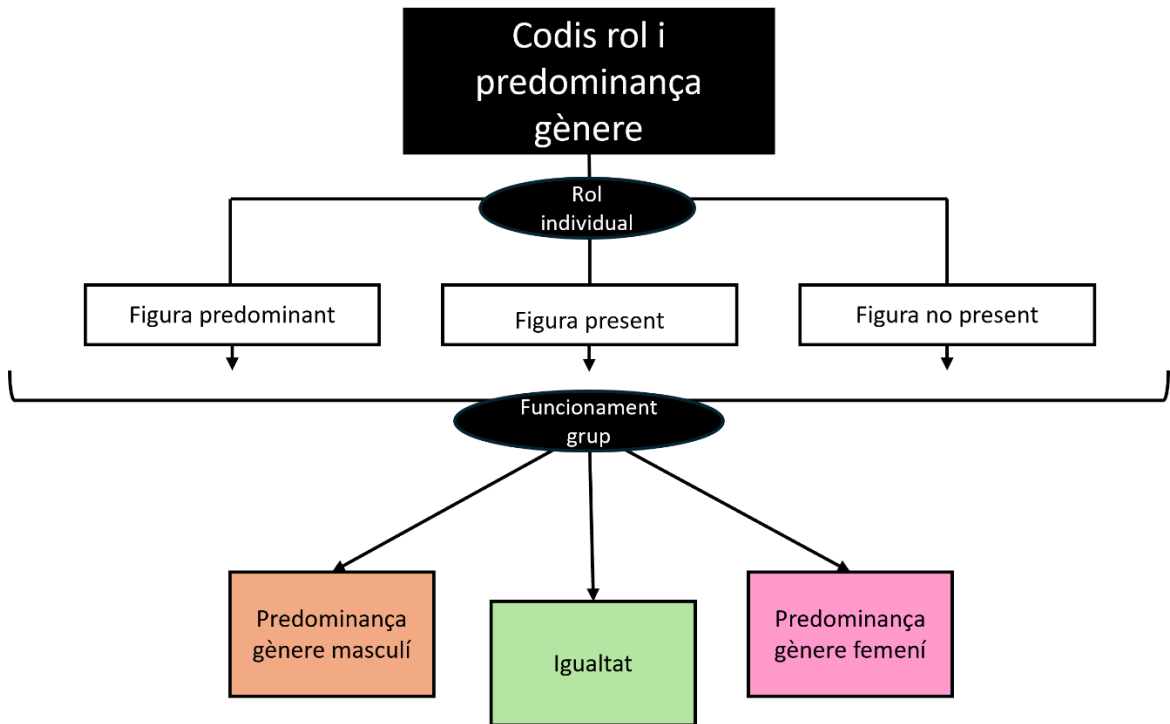 Codis rol i
predominança
gènere
Rol
individual
Figura predominant
Figura present
Figura no present
Funcionament
grup
Predominança
gènere masculí
Igualtat
Predominança
gènere femení